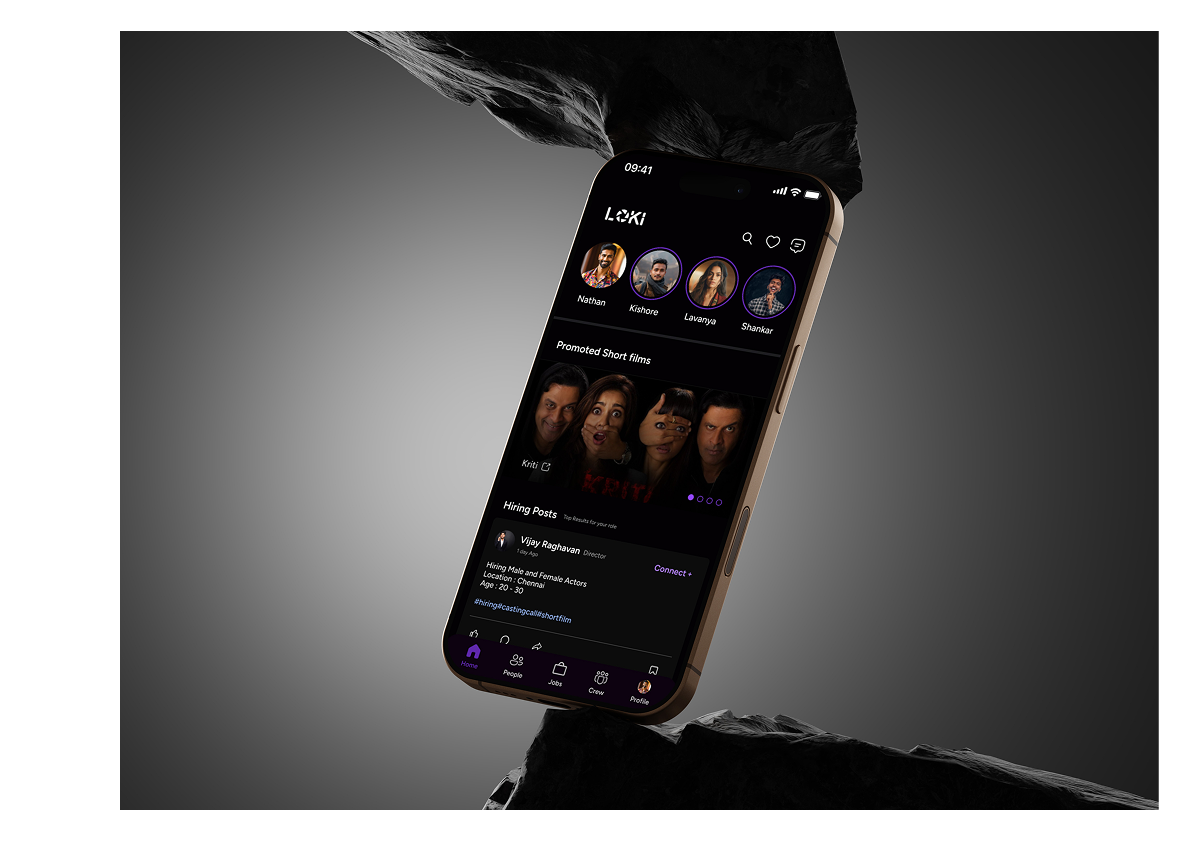 09:41
LOKI
Nathan
Kishore
Lavanya
Shankar
Promoted Short films
Kriti
KRITI
Hiring Posts Top Results for your role
Vijay Raghavan Director
1 day Ago
Connect +
Hiring Male and Female Actors
Location : Chennai
Age : 20 - 30
#hiring#castingcall#shortfilm
Home
People
Jobs
Crew
Profile